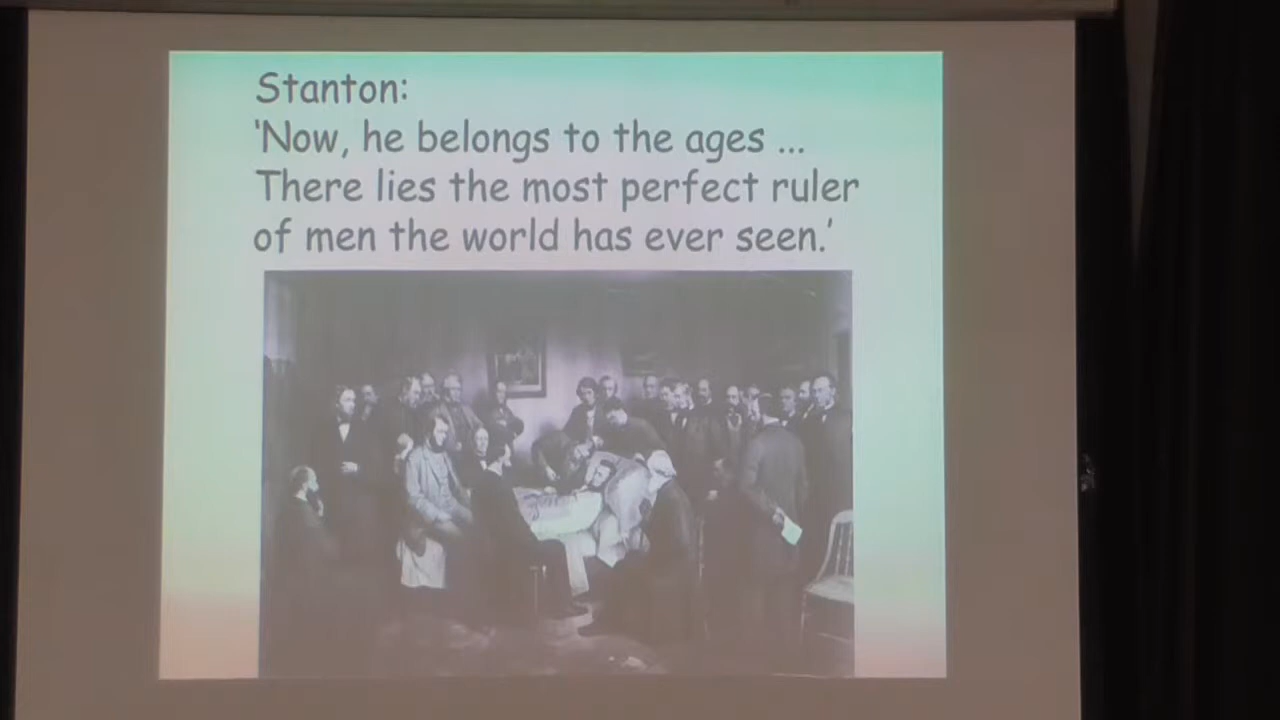 Stanton:
'Now, he belongs to the ages ...
There lies the most perfect ruler
of men the world has ever seen.'